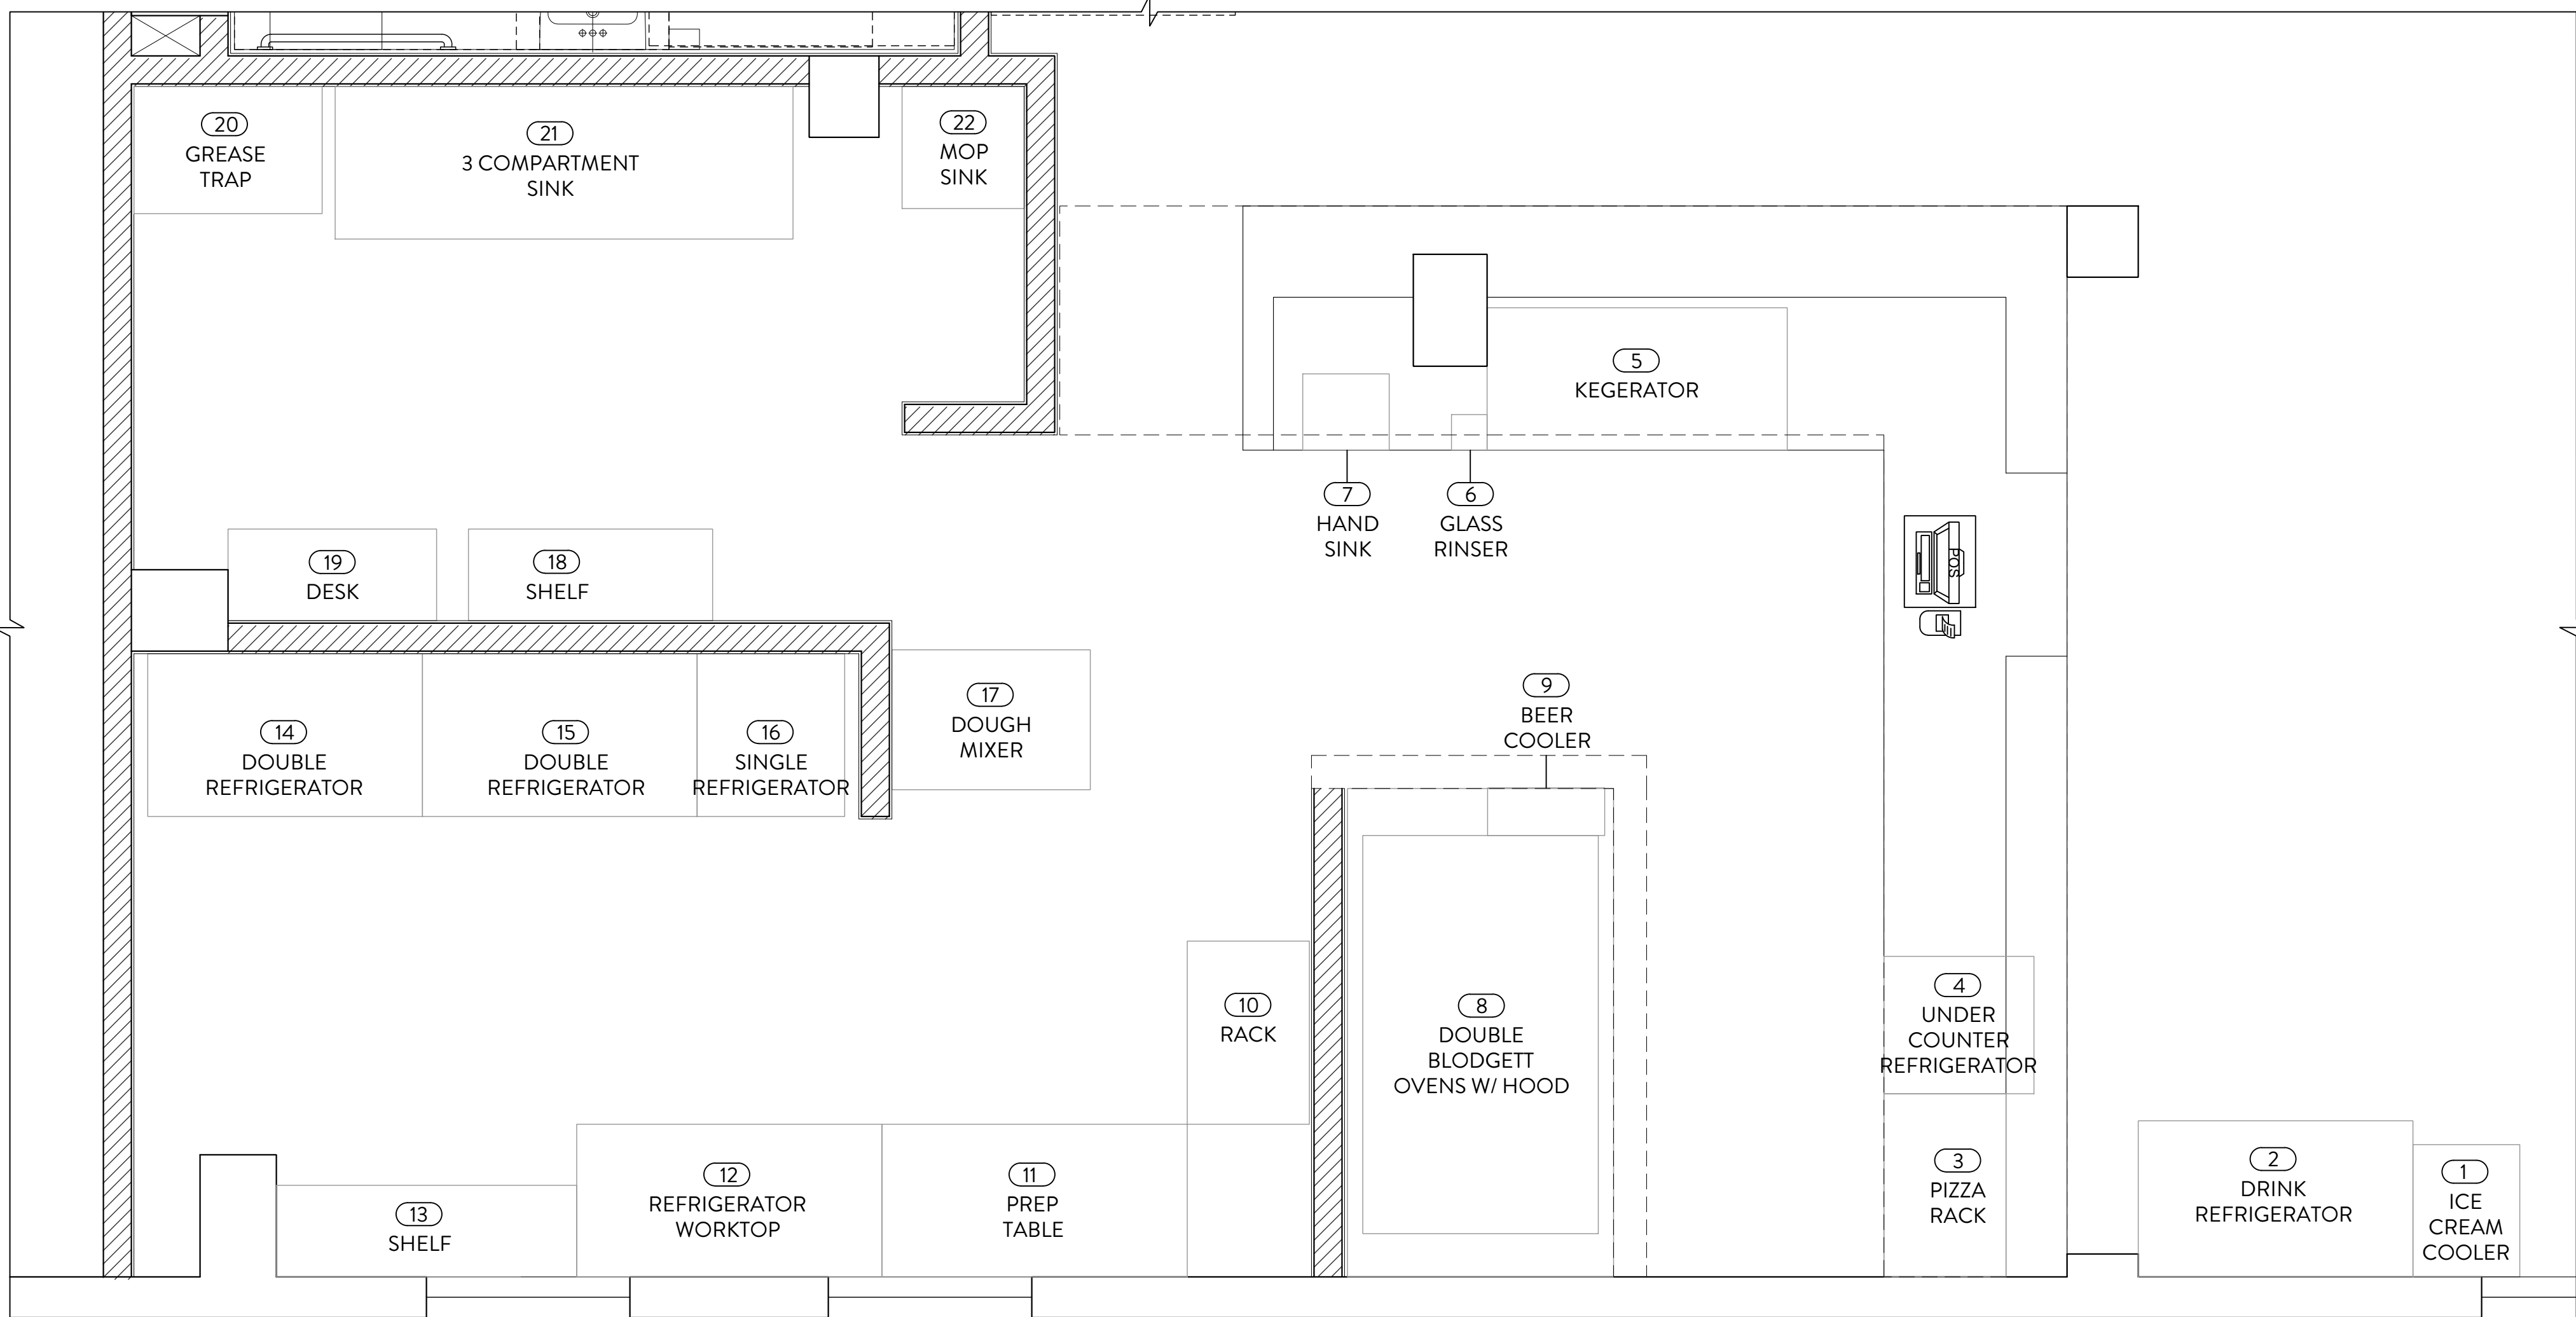 20
GREASE
TRAP
21
3 COMPARTMENT
SINK
22
MOP
SINK
5
KEGERATOR
7
HAND
SINK
6
GLASS
RINSER
POS
19
DESK
18
SHELF
14
DOUBLE
REFRIGERATOR
15
DOUBLE
REFRIGERATOR
16
SINGLE
REFRIGERATOR
17
DOUGH
MIXER
9
BEER
COOLER
10
RACK
8
DOUBLE
BLODGETT
OVENS W/ HOOD
4
UNDER
COUNTER
REFRIGERATOR
13
SHELF
12
REFRIGERATOR
WORKTOP
11
PREP
TABLE
3
PIZZA
RACK
2
DRINK
REFRIGERATOR
1
ICE
CREAM
COOLER